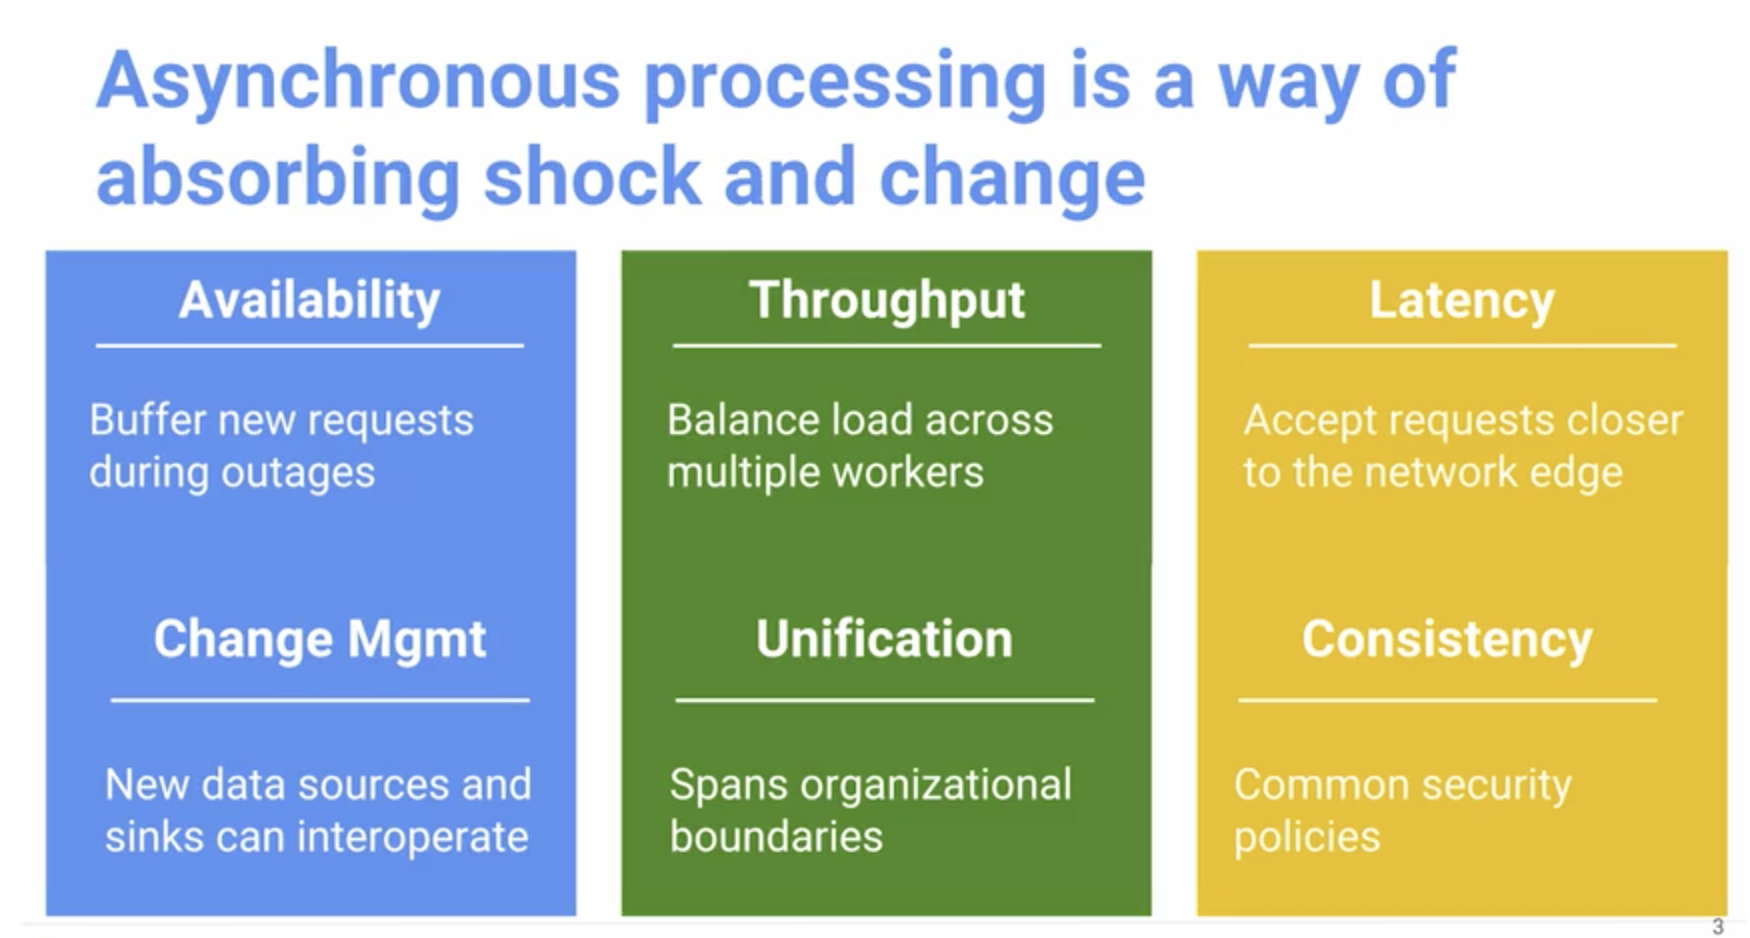 Asynchronous processing is a way of
absorbing shock and change
Availability
Buffer new requests
during outages
Throughput
Balance load across
multiple workers
Latency
Accept requests closer
to the network edge
Change Mgmt
New data sources and
sinks can interoperate
Unification
Spans organizational
boundaries
Consistency
Common security
policies
3